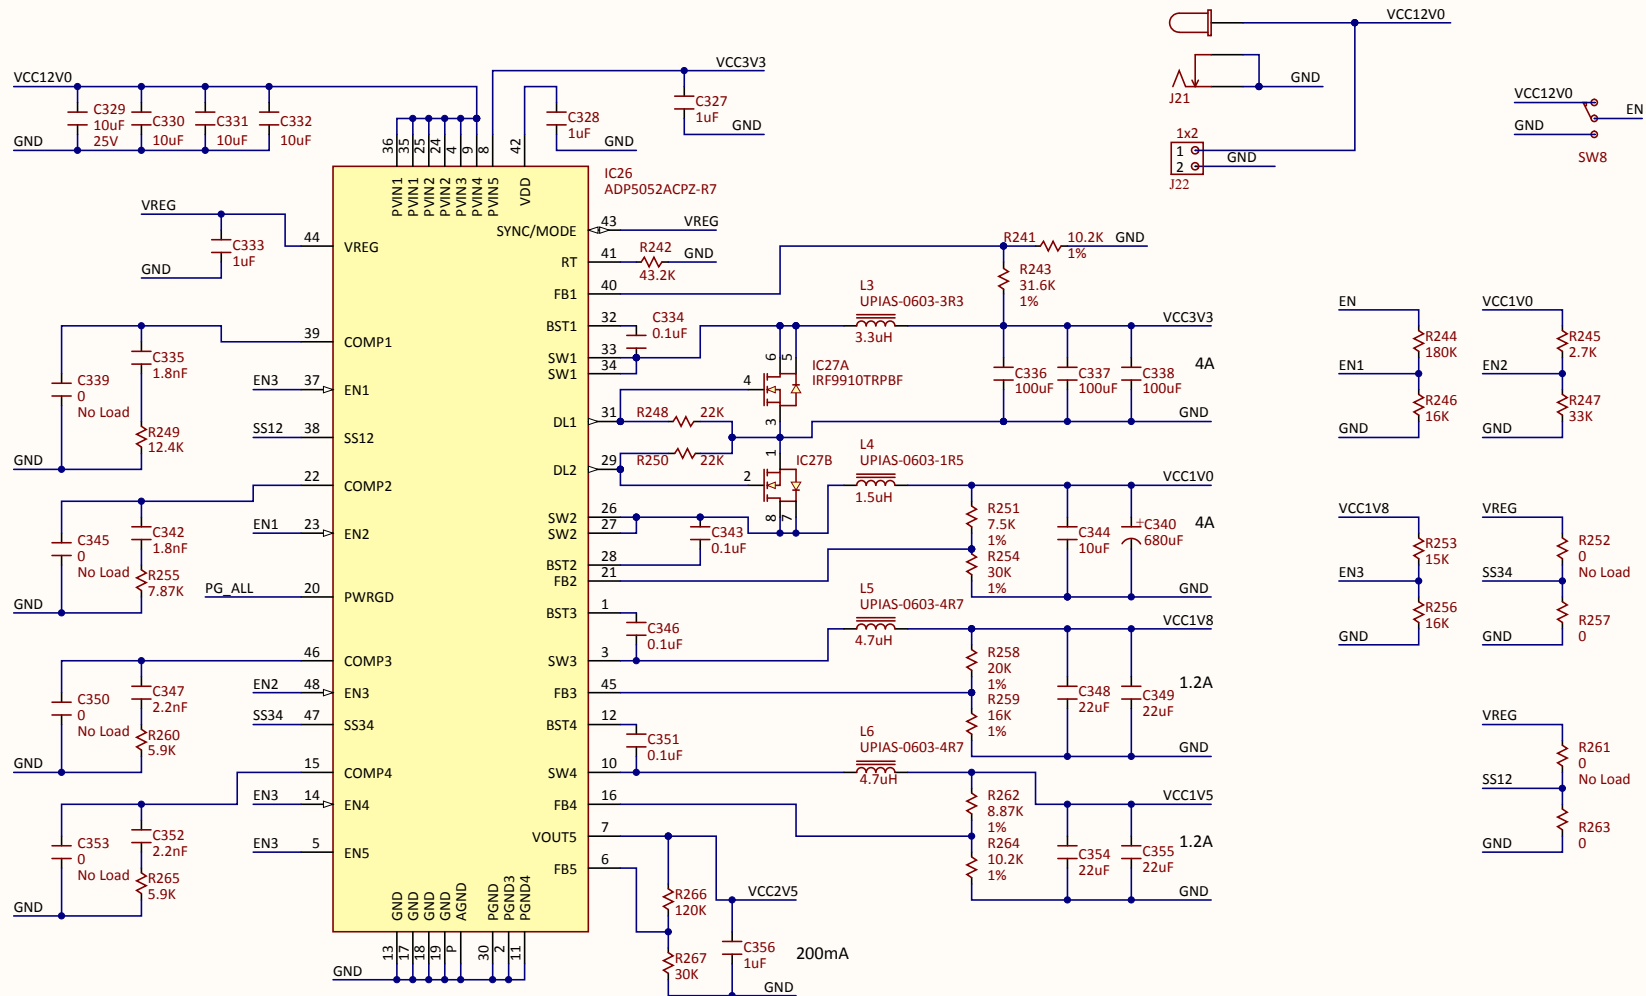 VCC12V0
C329
10uF
25V
C330
10uF
C331
10uF
C332
10uF
GND
VCC3V3
C327
1uF
GND
C328
1uF
GND
VCC12V0
GND
J21
1x2
1
2
GND
J22
VCC12V0
GND
EN
SW8
36
35
25
24
4
9
8
42
PVIN1
PVIN1
PVIN2
PVIN2
PVIN3
PVIN4
PVIN5
VDD
IC26
ADP5052ACPZ-R7
VREG
C333
1uF
GND
44
VREG
SYNC/MODE
43
VREG
RT
41
R242
43.2K
GND
FB1
40
R241
10.2K
1%
GND
R243
31.6K
1%
BST1
32
C334
0.1uF
SW1
33
SW1
34
L3
UPIAS-0603-3R3
3.3uH
VCC3V3
4A
C336
100uF
C337
100uF
C338
100uF
GND
6
5
IC27A
IRF9910TRPBF
4
3
DL1
31
R248
22K
DL2
29
R250
22K
1
IC27B
2
8
7
39
COMP1
C335
1.8nF
C339
0
No Load
R249
12.4K
GND
EN3
37
EN1
SS12
38
SS12
22
COMP2
C342
1.8nF
C345
0
No Load
R255
7.87K
GND
EN1
23
EN2
PG_ALL
20
PWRGD
SW2
26
SW2
27
C343
0.1uF
BST2
28
FB2
21
L4
UPIAS-0603-1R5
1.5uH
VCC1V0
4A
R251
7.5K
1%
R254
30K
1%
C344
10uF
+
C340
680uF
GND
BST3
1
C346
0.1uF
SW3
3
FB3
45
L5
UPIAS-0603-4R7
4.7uH
VCC1V8
1.2A
R258
20K
1%
R259
16K
1%
C348
22uF
C349
22uF
GND
46
COMP3
C347
2.2nF
C350
0
No Load
R260
5.9K
GND
EN2
48
EN3
SS34
47
SS34
BST4
12
C351
0.1uF
SW4
10
FB4
16
L6
UPIAS-0603-4R7
4.7uH
VCC1V5
1.2A
R262
8.87K
1%
R264
10.2K
1%
C354
22uF
C355
22uF
GND
15
COMP4
C352
2.2nF
C353
0
No Load
R265
5.9K
GND
EN3
14
EN4
EN3
5
EN5
VOUT5
7
FB5
6
R266
120K
R267
30K
VCC2V5
C356
1uF
200mA
GND
GND
GND
GND
GND
AGND
PGND
PGND3
PGND4
13
17
18
19
P
30
2
11
GND
EN
R244
180K
EN1
R246
16K
GND
VCC1V0
R245
2.7K
EN2
R247
33K
GND
VCC1V8
R253
15K
EN3
R256
16K
GND
VREG
R252
0
No Load
SS34
R257
0
GND
VREG
R261
0
No Load
SS12
R263
0
GND